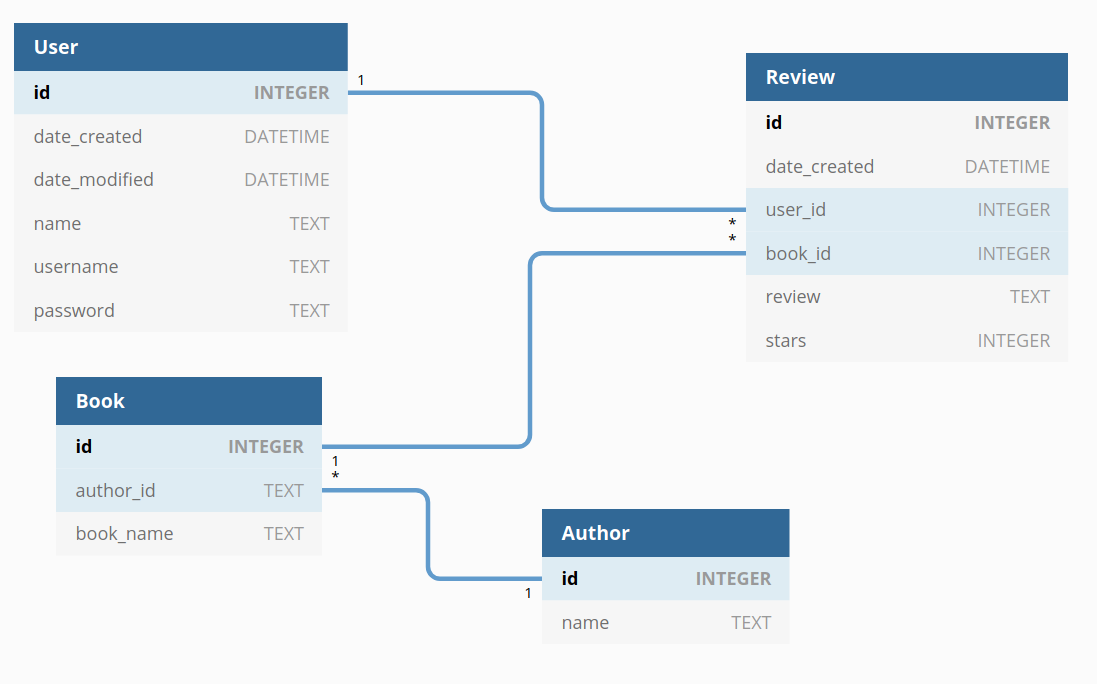 User
id INTEGER
date_created DATETIME
date_modified DATETIME
name TEXT
username TEXT
password TEXT
1
Review
id INTEGER
date_created DATETIME
user_id INTEGER
book_id INTEGER
review TEXT
stars INTEGER
*
*
Book
id INTEGER
author_id TEXT
book_name TEXT
1
*
Author
id INTEGER
name TEXT
1